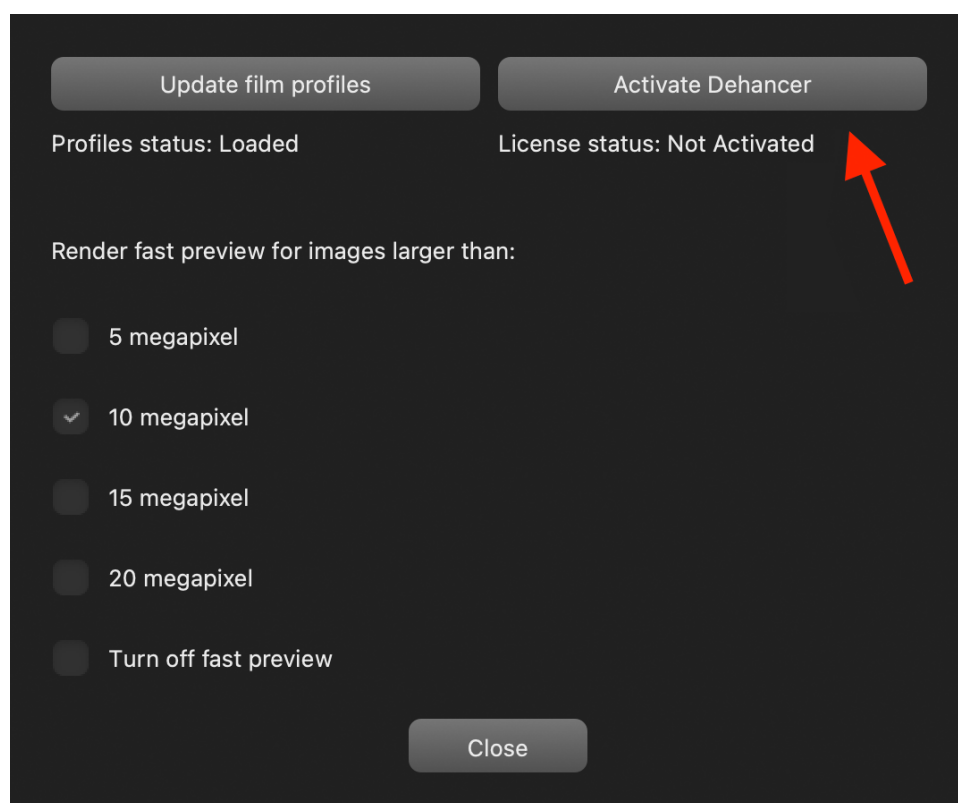 Update film profiles
Activate Dehancer
Profiles status: Loaded
License status: Not Activated
Render fast preview for images larger than:
5 megapixel
10 megapixel
15 megapixel
20 megapixel
Turn off fast preview
Close